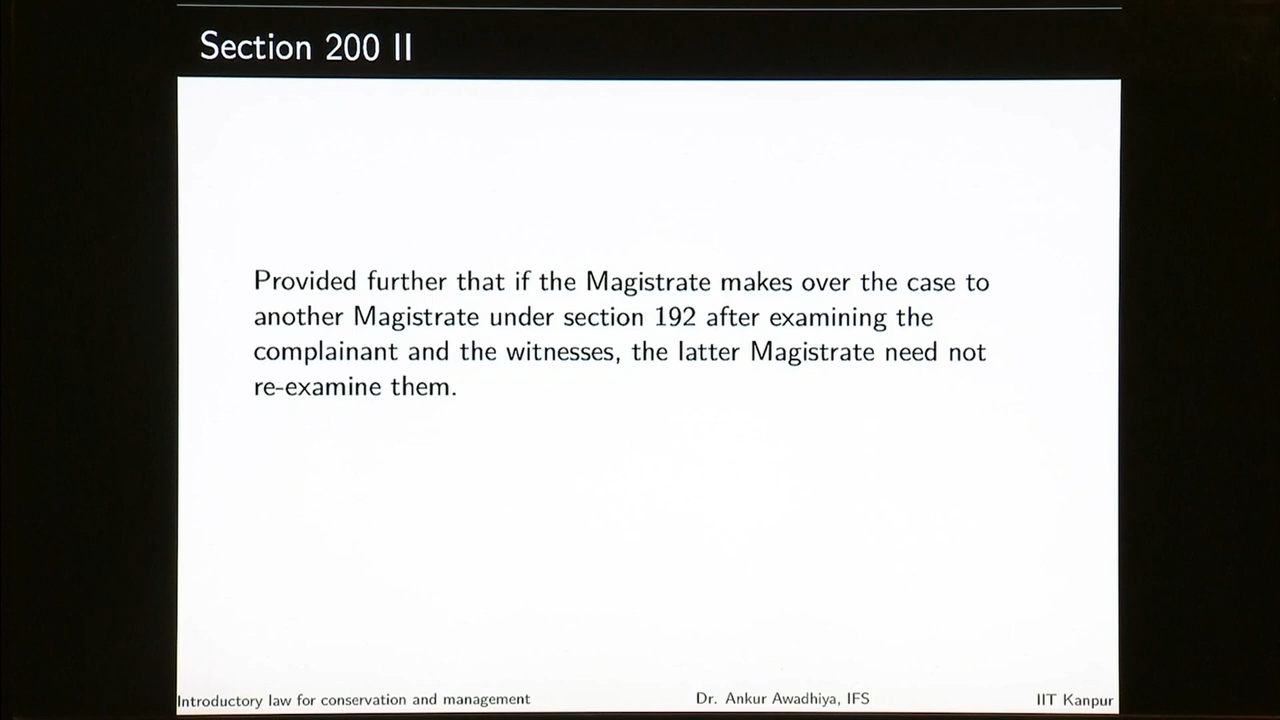 Section 200 II
Provided further that if the Magistrate makes over the case to
another Magistrate under section 192 after examining the
complainant and the witnesses, the latter Magistrate need not
re-examine them.
Introductory law for conservation and management Dr. Ankur Awadhiya, IFS IIT Kanpur